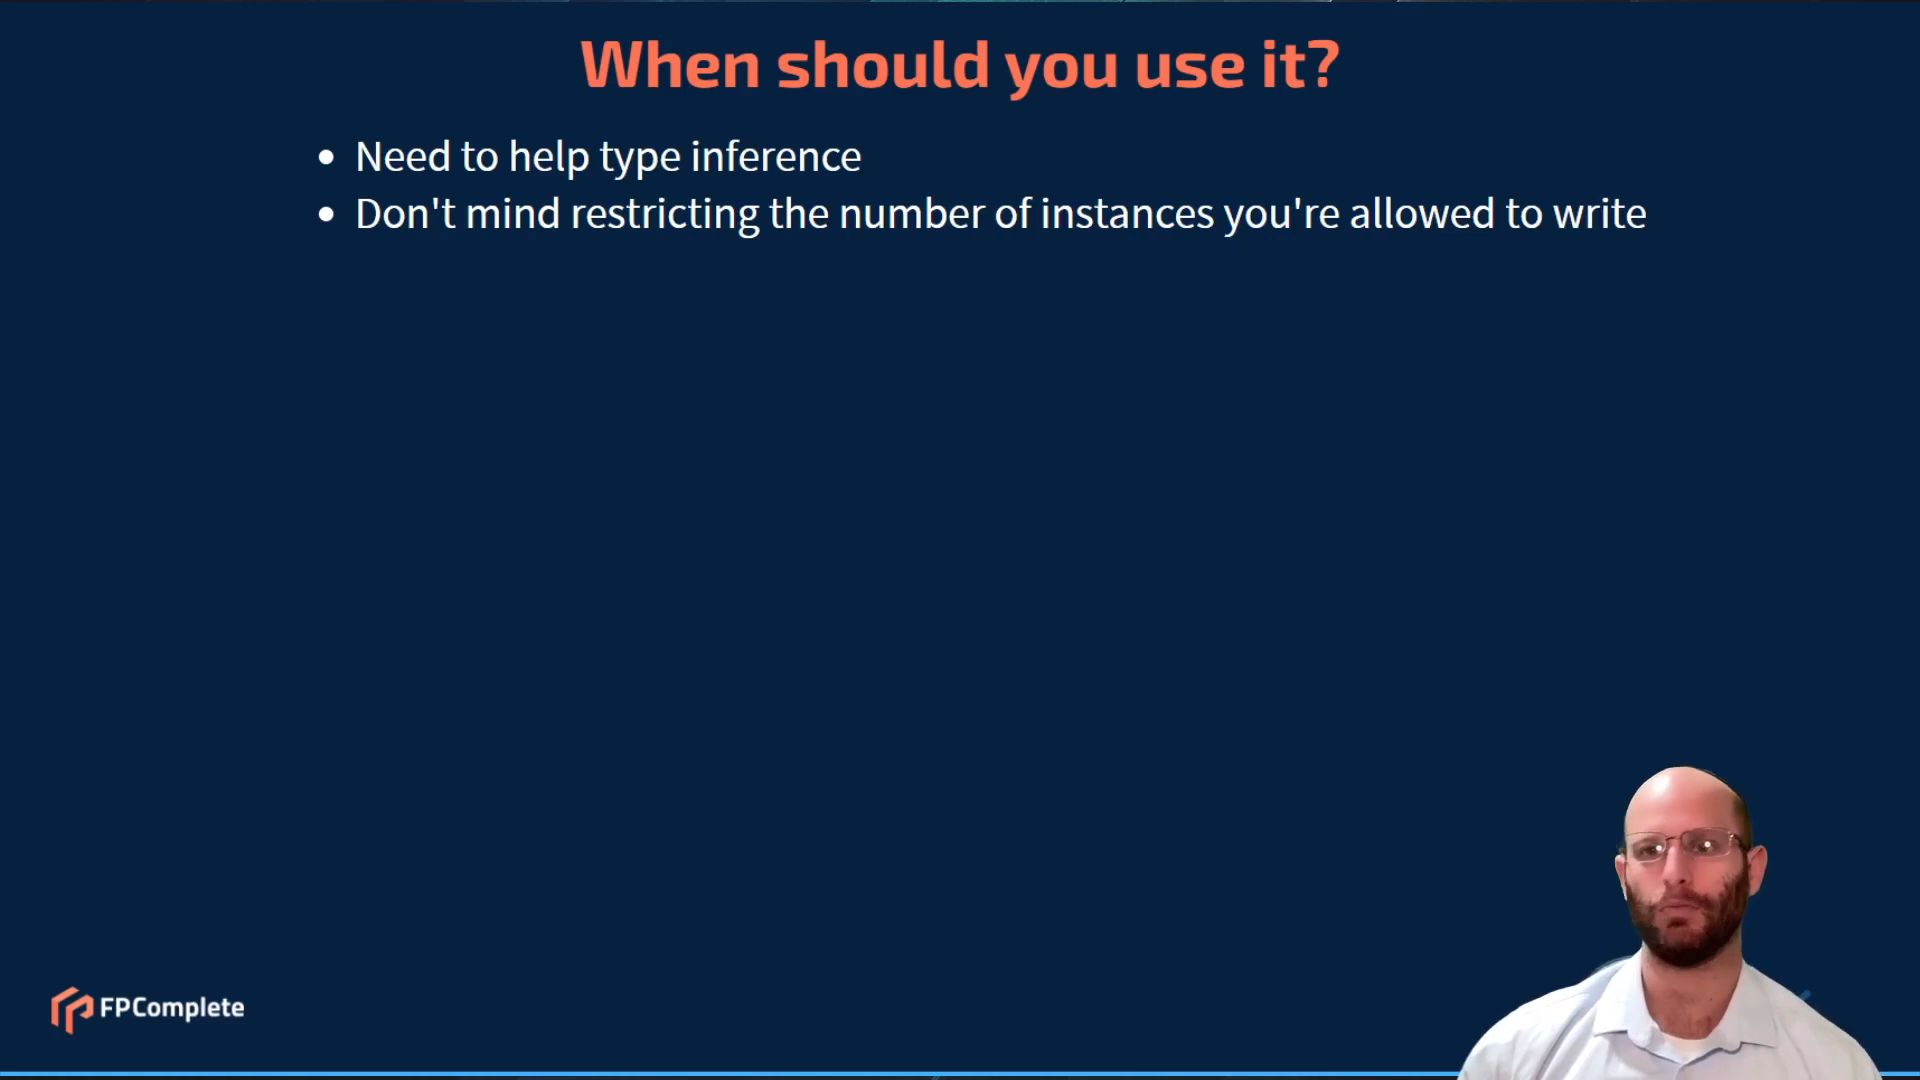 When should you use it?
Need to help type inference
Don't mind restricting the number of instances you're allowed to write
FPComplete